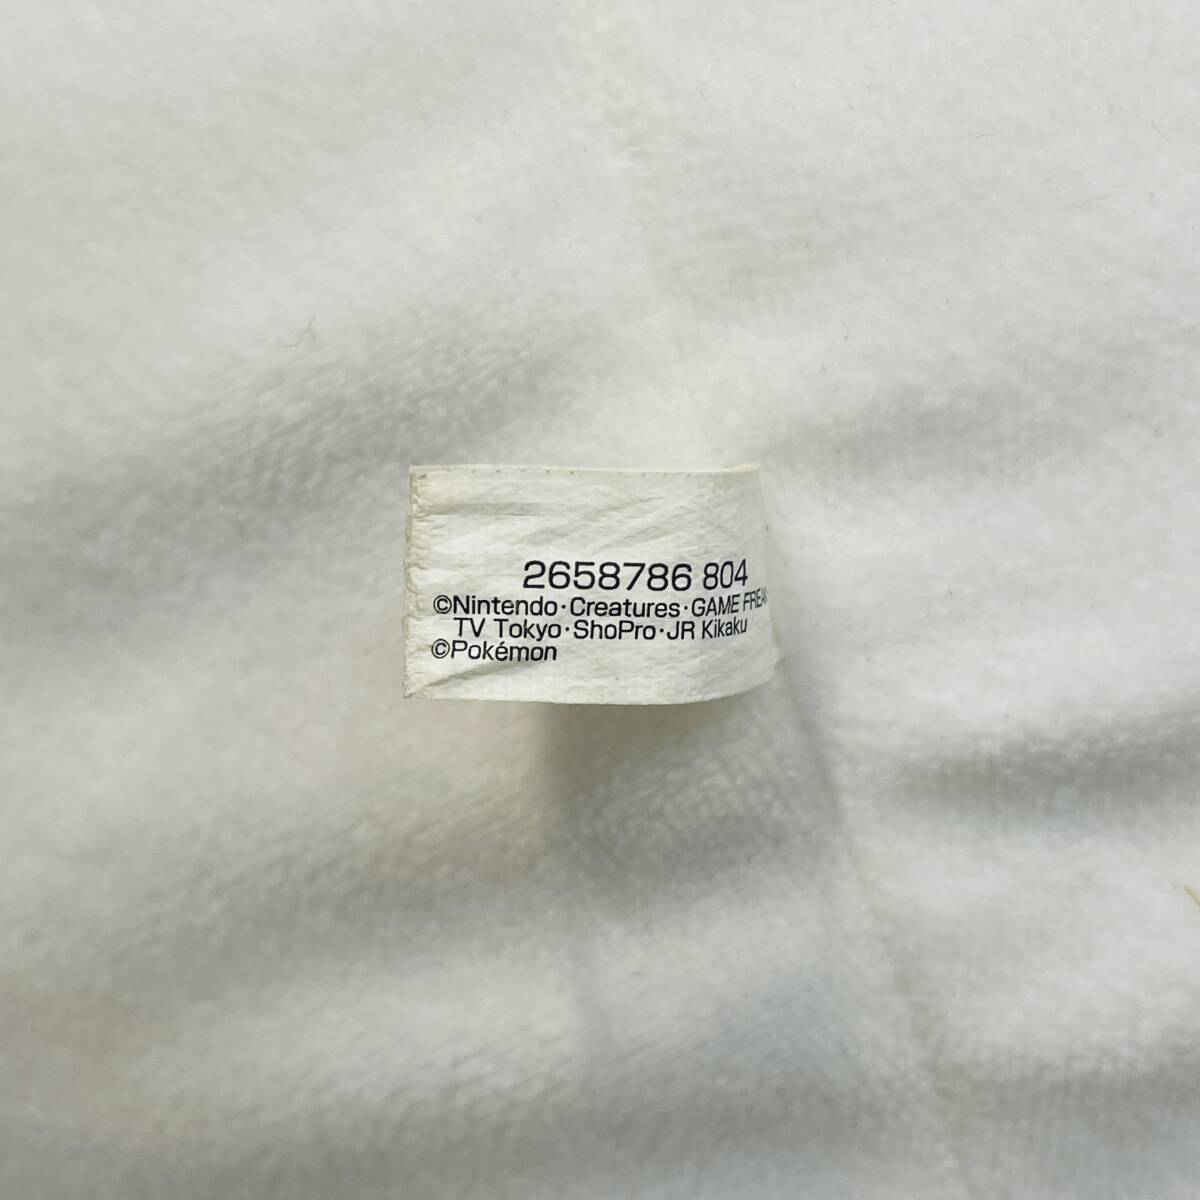 2658786 804
©Nintendo·Creatures·GAME FREAK
TV Tokyo·ShoPro·JR Kikaku
©Pokémon